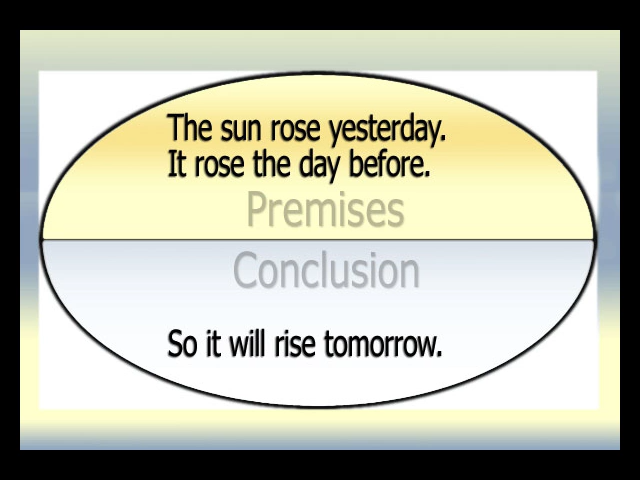 The sun rose yesterday.
It rose the day before.
Premises
Conclusion
So it will rise tomorrow.